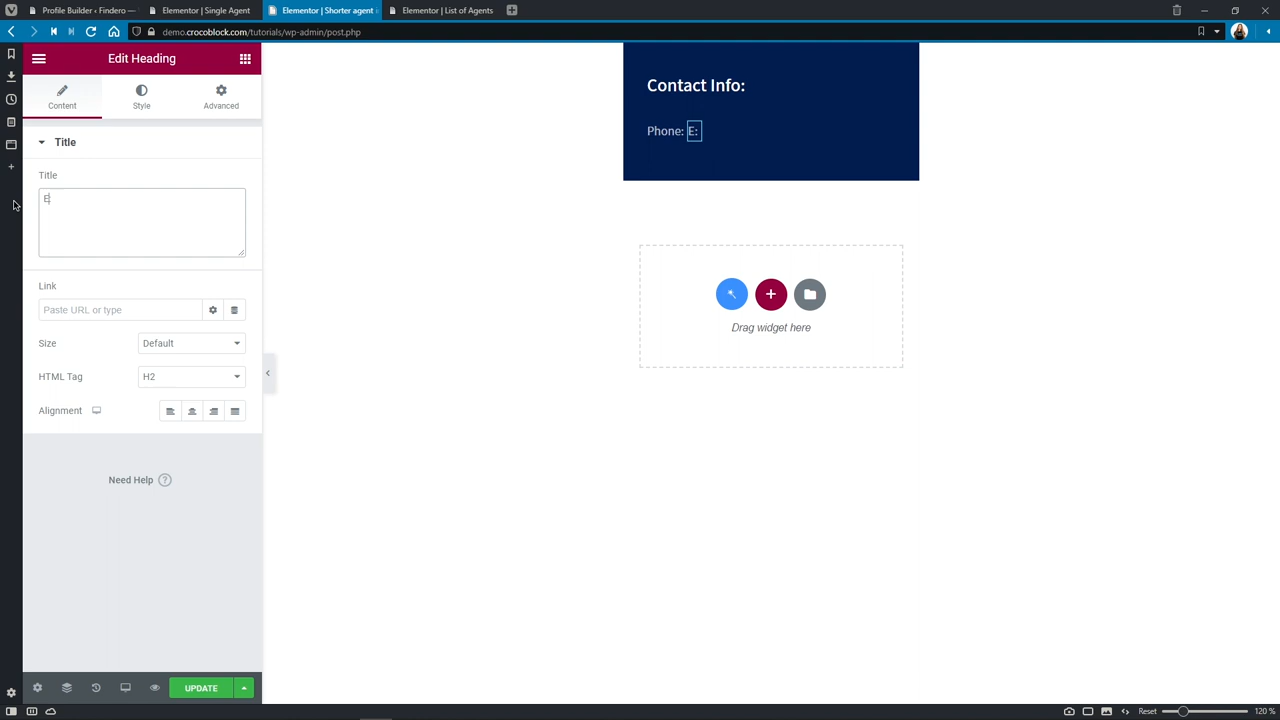 Profile Builder ‹ Findero —
Elementor | Single Agent
Elementor | Shorter agent i
Elementor | List of Agents
demo.crocoblock.com/tutorials/wp-admin/post.php
Edit Heading
Content
Style
Advanced
Title
Title
E
Link
Paste URL or type
Size
Default
HTML Tag
H2
Alignment
Need Help ?
UPDATE
Contact Info:
Phone: E:
Drag widget here
Reset
120 %